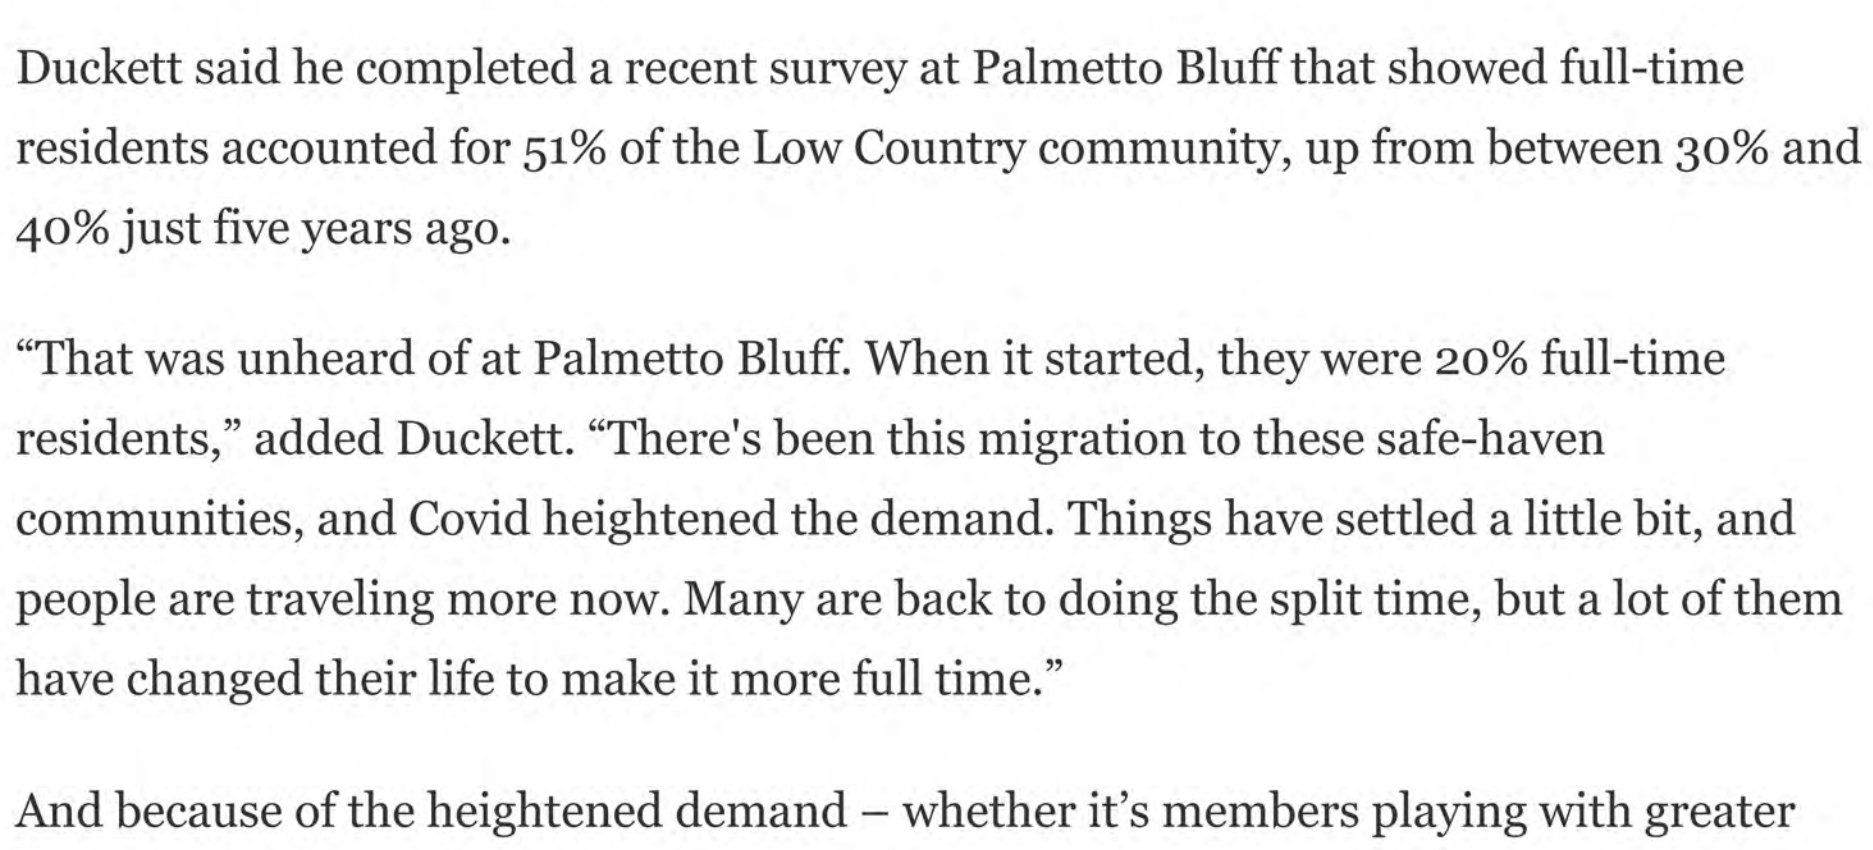 Duckett said he completed a recent survey at Palmetto Bluff that showed full-time
residents accounted for 51% of the Low Country community, up from between 30% and
40% just five years ago.
“That was unheard of at Palmetto Bluff. When it started, they were 20% full-time
residents,” added Duckett. “There's been this migration to these safe-haven
communities, and Covid heightened the demand. Things have settled a little bit, and
people are traveling more now. Many are back to doing the split time, but a lot of them
have changed their life to make it more full time.”
And because of the heightened demand – whether it’s members playing with greater